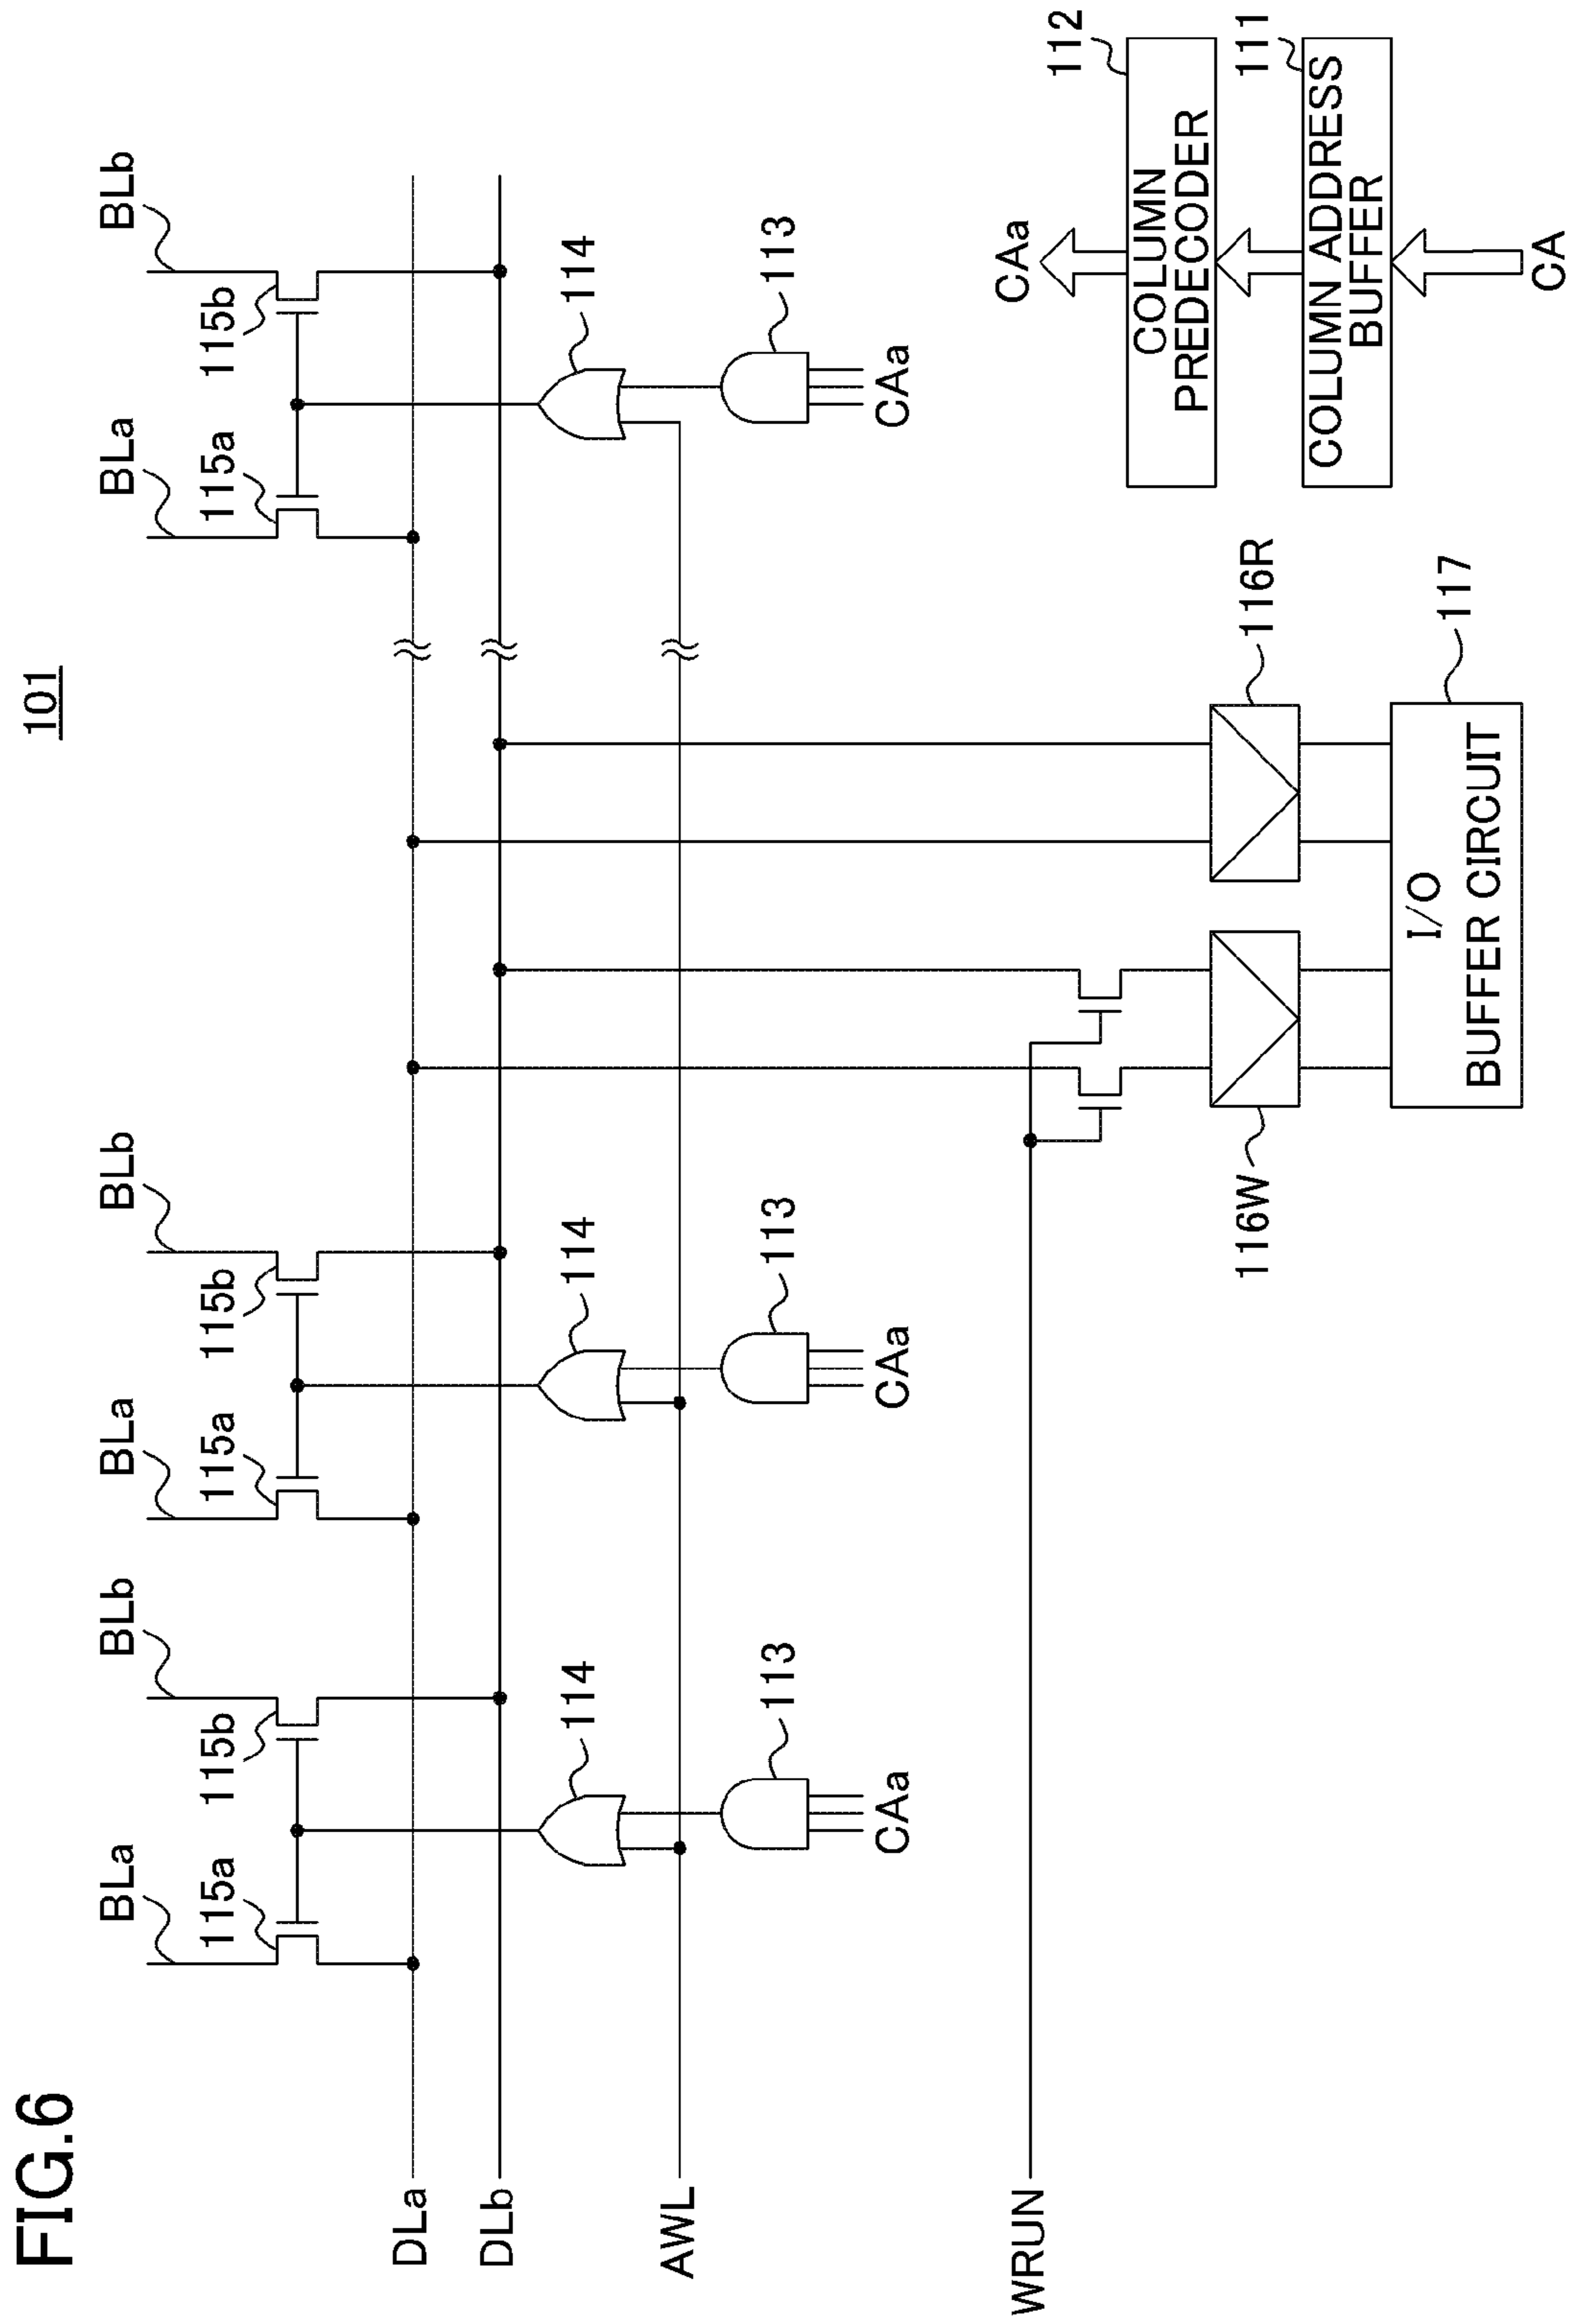 FIG.6
101
BLa
BLb
BLa
BLb
BLa
BLb
115a
115b
115a
115b
115a
115b
DLa
DLb
114
114
114
AWL
113
113
113
CAa
CAa
CAa
WRUN
CAa
112
COLUMN
PREDECODER
116W
116R
111
COLUMN ADDRESS
BUFFER
117
I/O
BUFFER CIRCUIT
CA